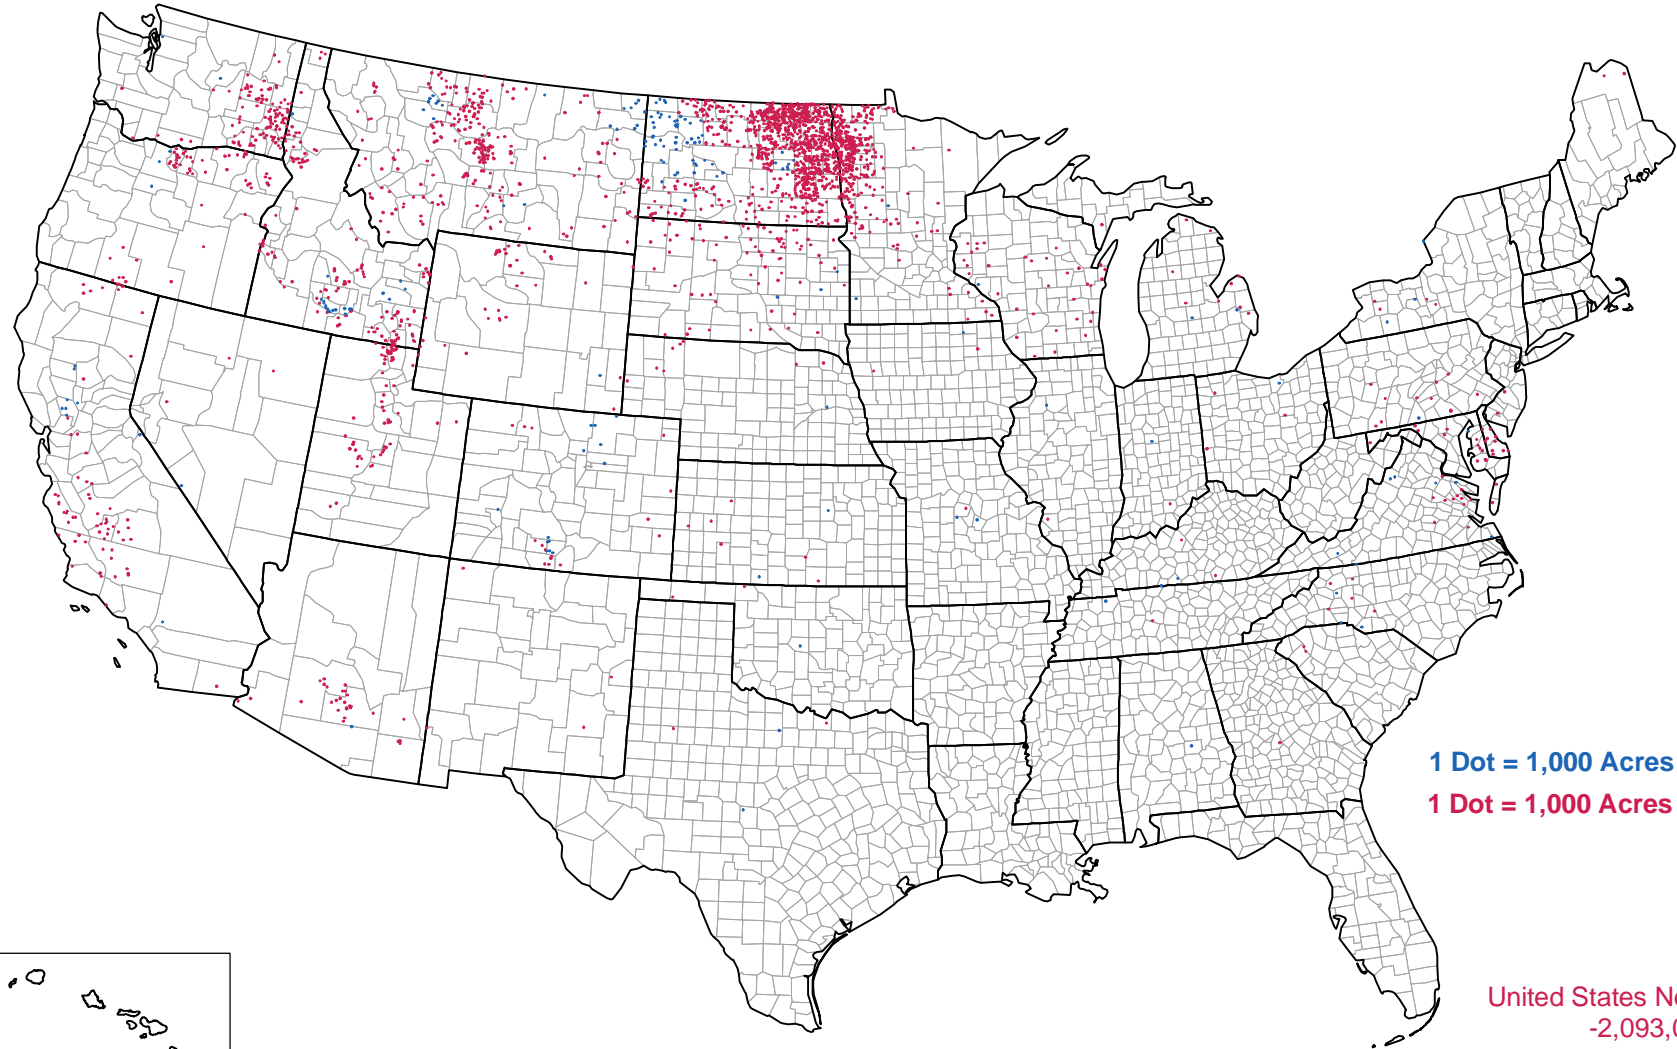 1 Dot = 1,000 Acres
1 Dot = 1,000 Acres
United States
-2,093,